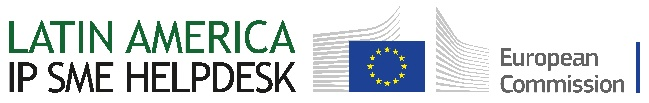 LATIN AMERICA
IP SME HELPDESK
European
Commission